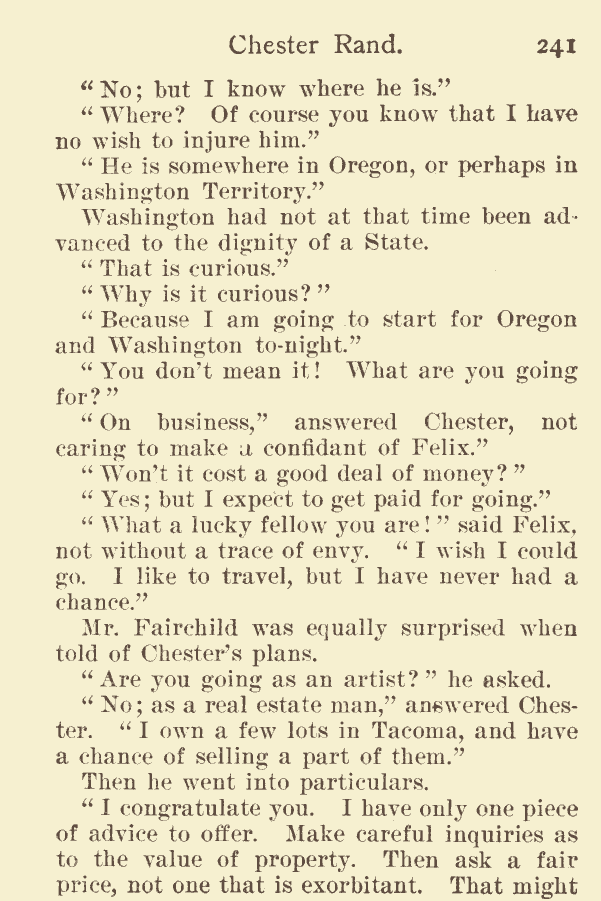 Chester Rand. 241
“ No; but I know where he is.”
“ Where? Of course you know that I have
no wish to injure him.”
“ He is somewhere in Oregon, or perhaps in
Washington Territory.”
Washington had not at that time been ad-
vanced to the dignity of a State.
“ That is curious.”
“ Why is it curious? ”
“ Because I am going to start for Oregon
and Washington to-night.”
“ You don’t mean it! What are you going
for? ”
“ On business,” answered Chester, not
caring to make a confidant of Felix.”
“ Won’t it cost a good deal of money? ”
“ Yes; but I expect to get paid for going.”
“ What a lucky fellow you are! ” said Felix,
not without a trace of envy. “ I wish I could
go. I like to travel, but I have never had a
chance.”
Mr. Fairchild was equally surprised when
told of Chester’s plans.
“ Are you going as an artist? ” he asked.
“ No; as a real estate man,” answered Ches-
ter. “ I own a few lots in Tacoma, and have
a chance of selling a part of them.”
Then he went into particulars.
“ I congratulate you. I have only one piece
of advice to offer. Make careful inquiries as
to the value of property. Then ask a fair
price, not one that is exorbitant. That might